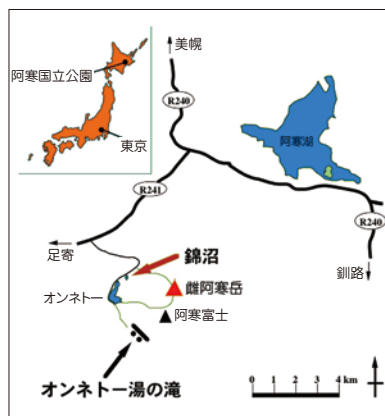 美幌
阿寒国立公園
R240
東京
阿寒湖
R241
R240
足寄
錦沼
釧路
オンネトー
雌阿寒岳
阿寒富士
オンネトー湯の滝
0 1 2 3 4 km